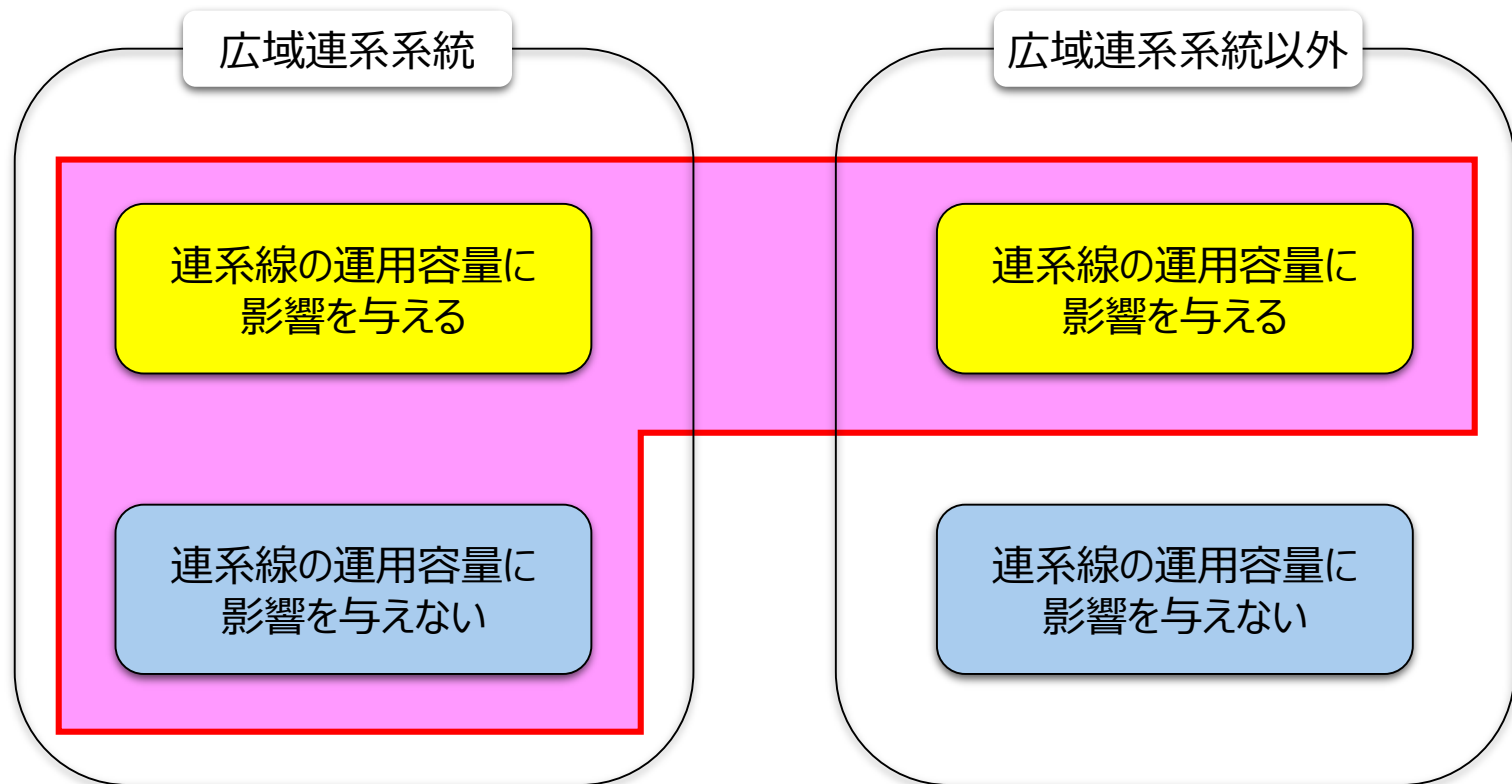 広域連系系統
広域連系系統以外
連系線の運用容量に
影響を与える
連系線の運用容量に
影響を与える
連系線の運用容量に
影響を与えない
連系線の運用容量に
影響を与えない